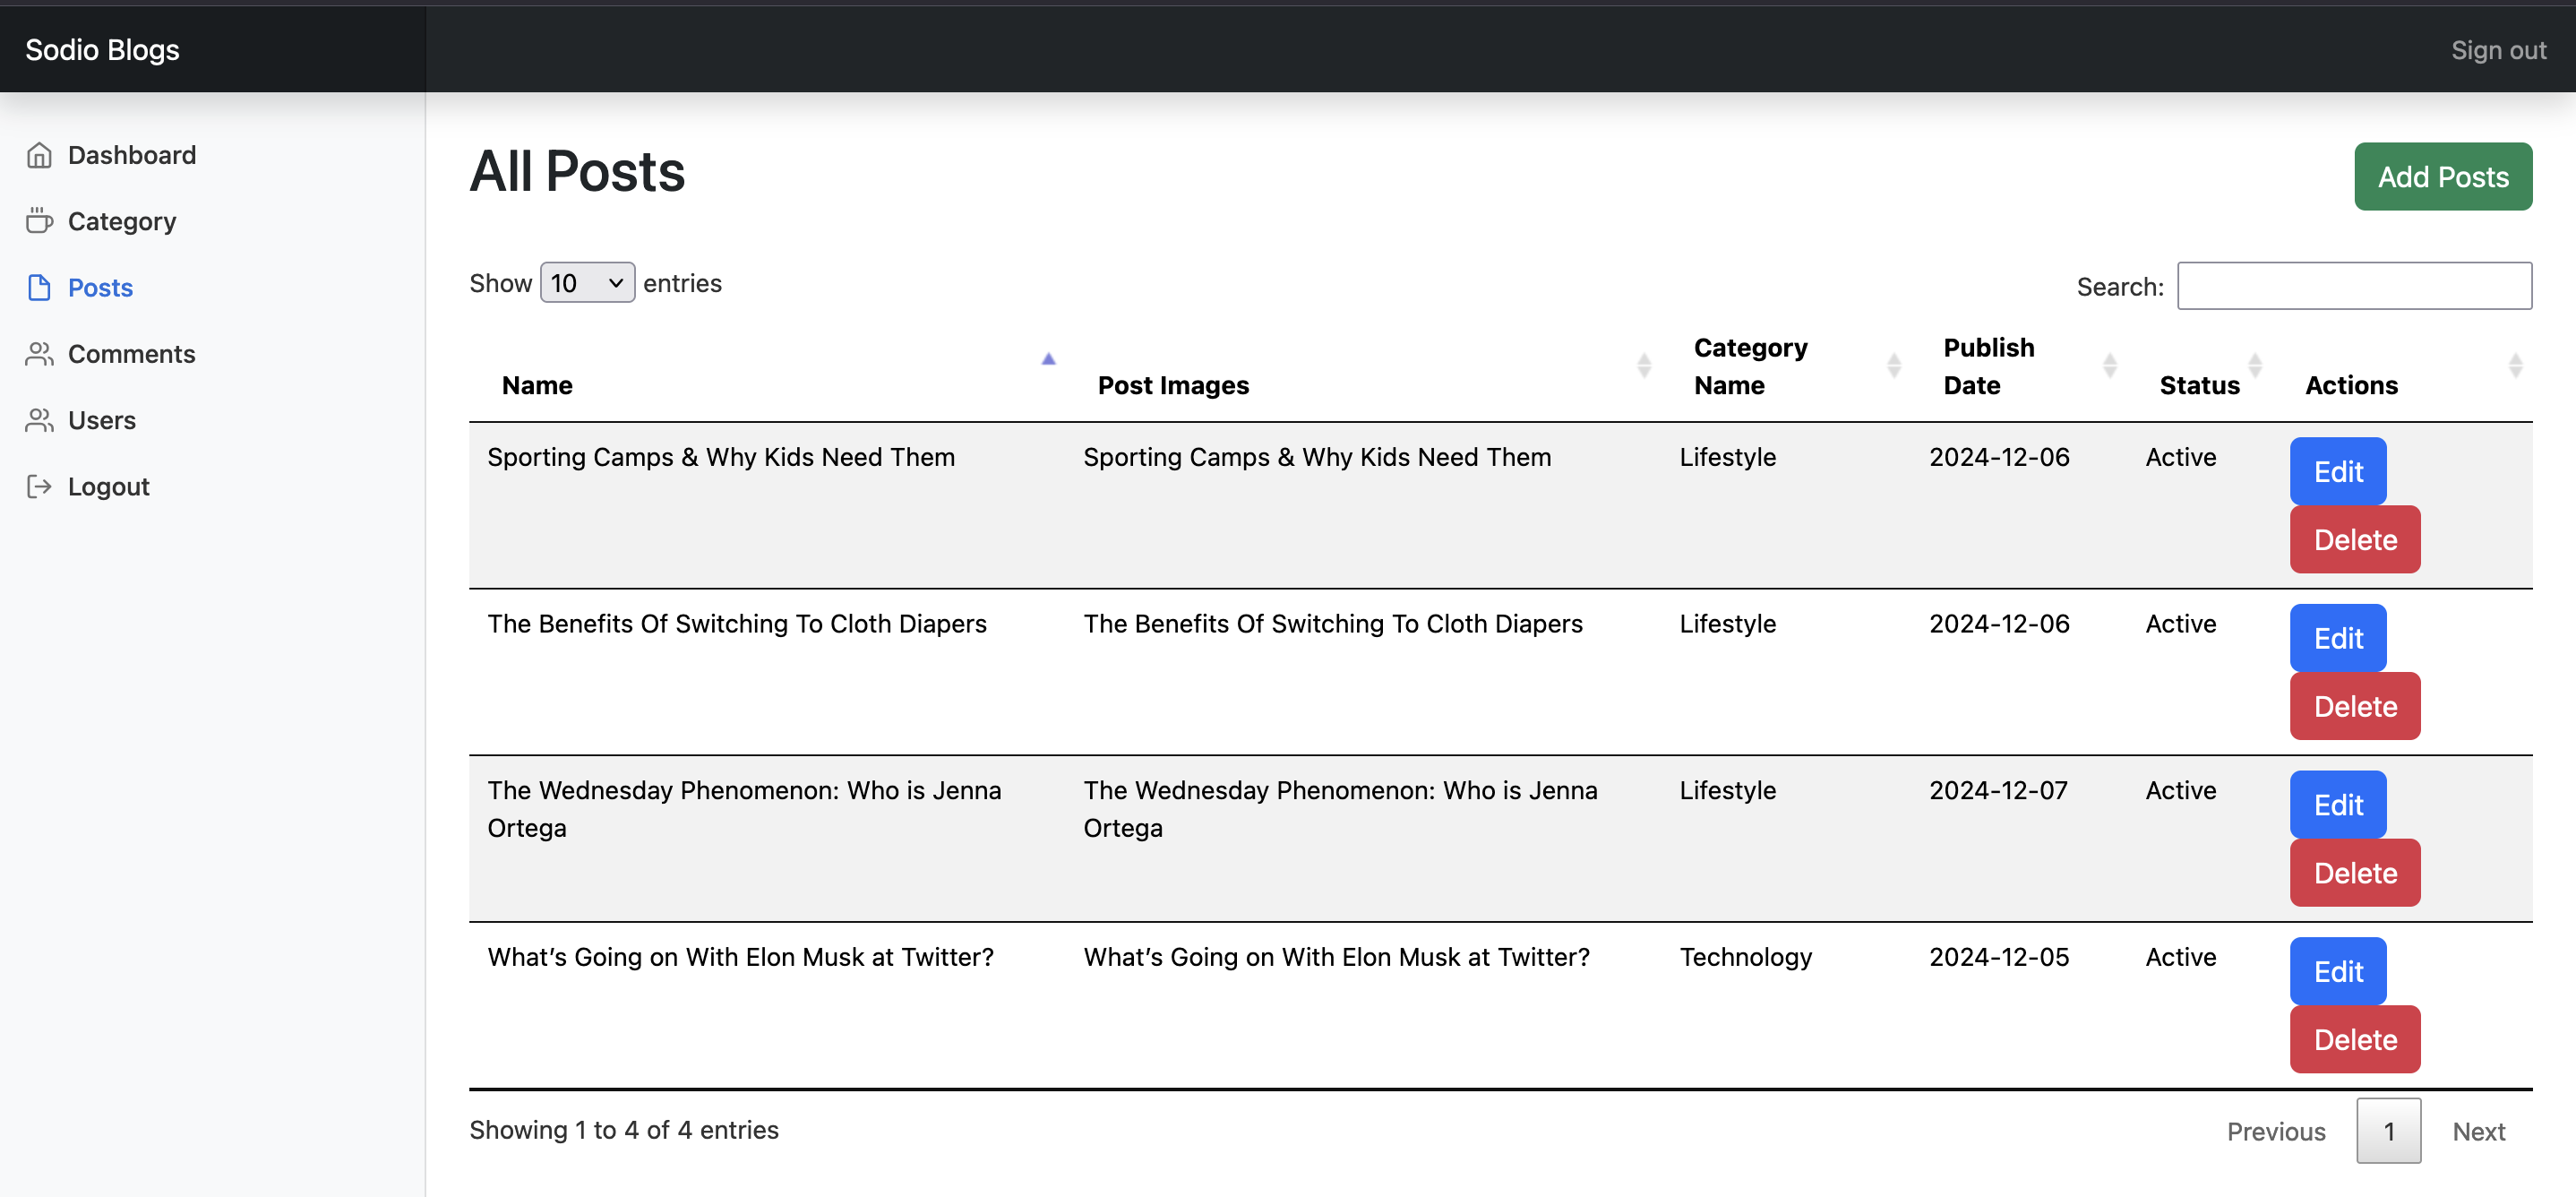 Sodio Blogs
Sign out
Dashboard
Category
Posts
Comments
Users
Logout
All Posts
Add Posts
Show 10 entries
Search:
Name
Post Images
Category
Name
Publish
Date
Status
Actions
Sporting Camps & Why Kids Need Them
Sporting Camps & Why Kids Need Them
Lifestyle
2024-12-06
Active
Edit
Delete
The Benefits Of Switching To Cloth Diapers
The Benefits Of Switching To Cloth Diapers
Lifestyle
2024-12-06
Active
Edit
Delete
The Wednesday Phenomenon: Who is Jenna
Ortega
The Wednesday Phenomenon: Who is Jenna
Ortega
Lifestyle
2024-12-07
Active
Edit
Delete
What’s Going on With Elon Musk at Twitter?
What’s Going on With Elon Musk at Twitter?
Technology
2024-12-05
Active
Edit
Delete
Showing 1 to 4 of 4 entries
Previous
1
Next